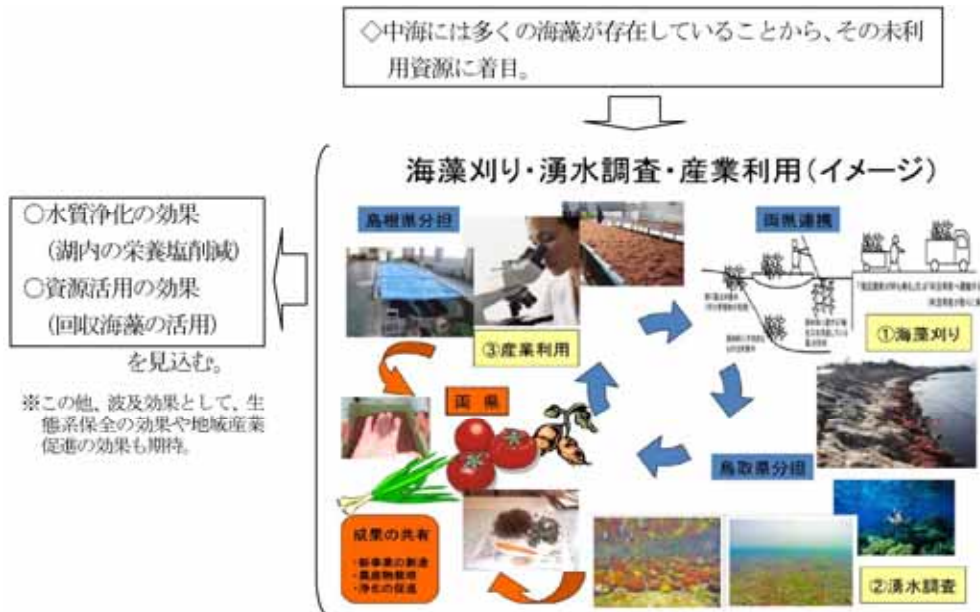 ◇中海には多くの海藻が存在していることから、その未利
用資源に着目。
海藻刈り・湧水調査・産業利用(イメージ)
○水質浄化の効果
(湖内の栄養塩削減)
○資源活用の効果
(回収海藻の活用)
を見込む。
※この他、波及効果として、生
態系保全の効果や地域産業
促進の効果も期待。
島根県分担
両県連携
①海藻刈り
③産業利用
両 県
鳥取県分担
②湧水調査
成果の共有
・新事業の創造
・農産物栽培
・浄化の促進